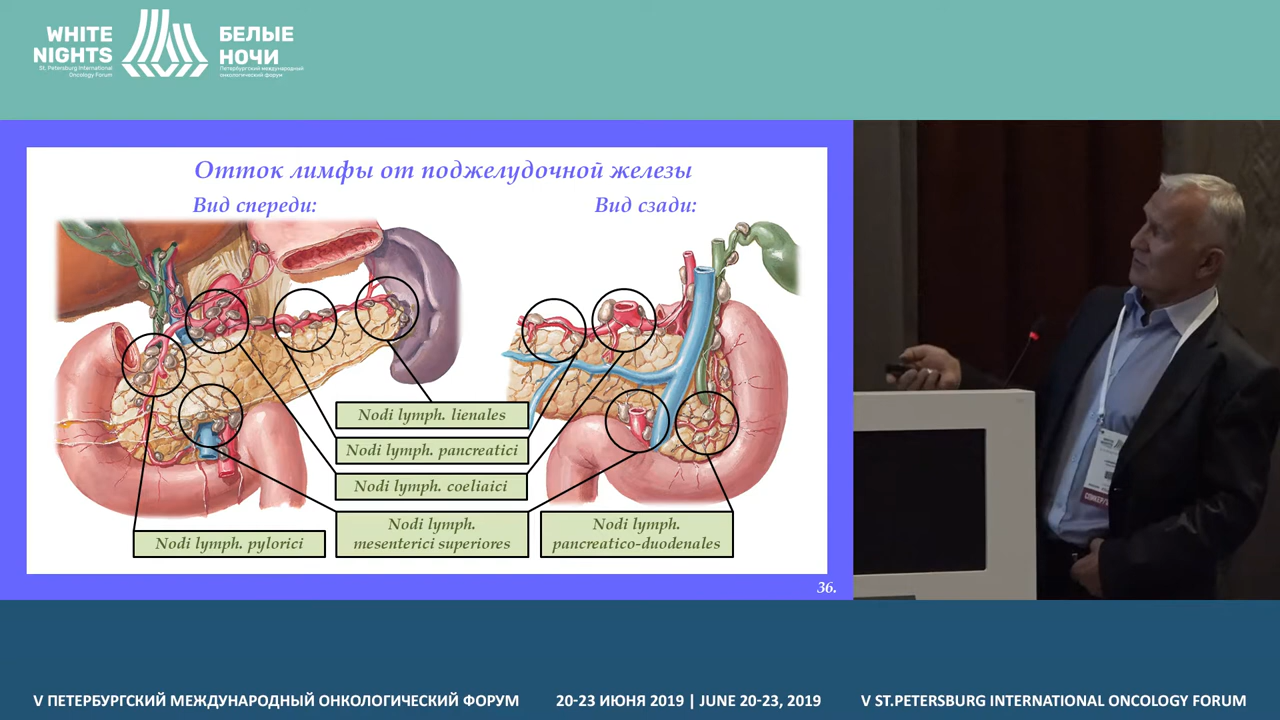 WHITE
NIGHTS
St. Petersburg International
Oncology Forum
БЕЛЫЕ
НОЧИ
Петербургский международный
онкологический форум
Отток лимфы от поджелудочной железы
Вид спереди:
Вид сзади:
Nodi lymph. lienales
Nodi lymph. pancreatici
Nodi lymph. coeliaici
Nodi lymph. pylorici
Nodi lymph.
mesenterici superiores
Nodi lymph.
pancreatico-duodenales
36.
V ПЕТЕРБУРГСКИЙ МЕЖДУНАРОДНЫЙ ОНКОЛОГИЧЕСКИЙ ФОРУМ
20-23 ИЮНЯ 2019 | JUNE 20-23, 2019
V ST.PETERSBURG INTERNATIONAL ONCOLOGY FORUM